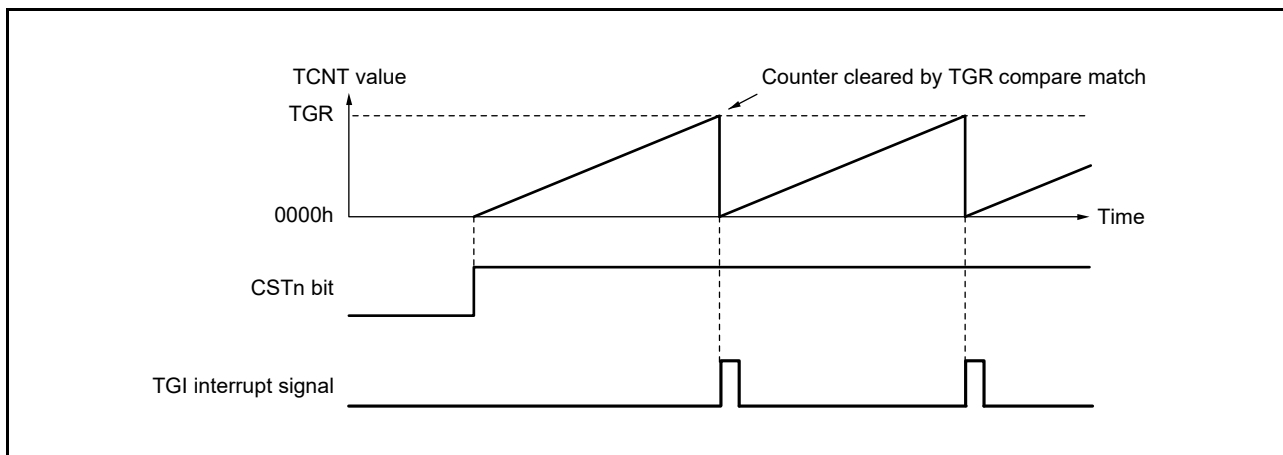 TCNT value
Counter cleared by TGR compare match
TGR
0000h
Time
CSTn bit
TGI interrupt signal